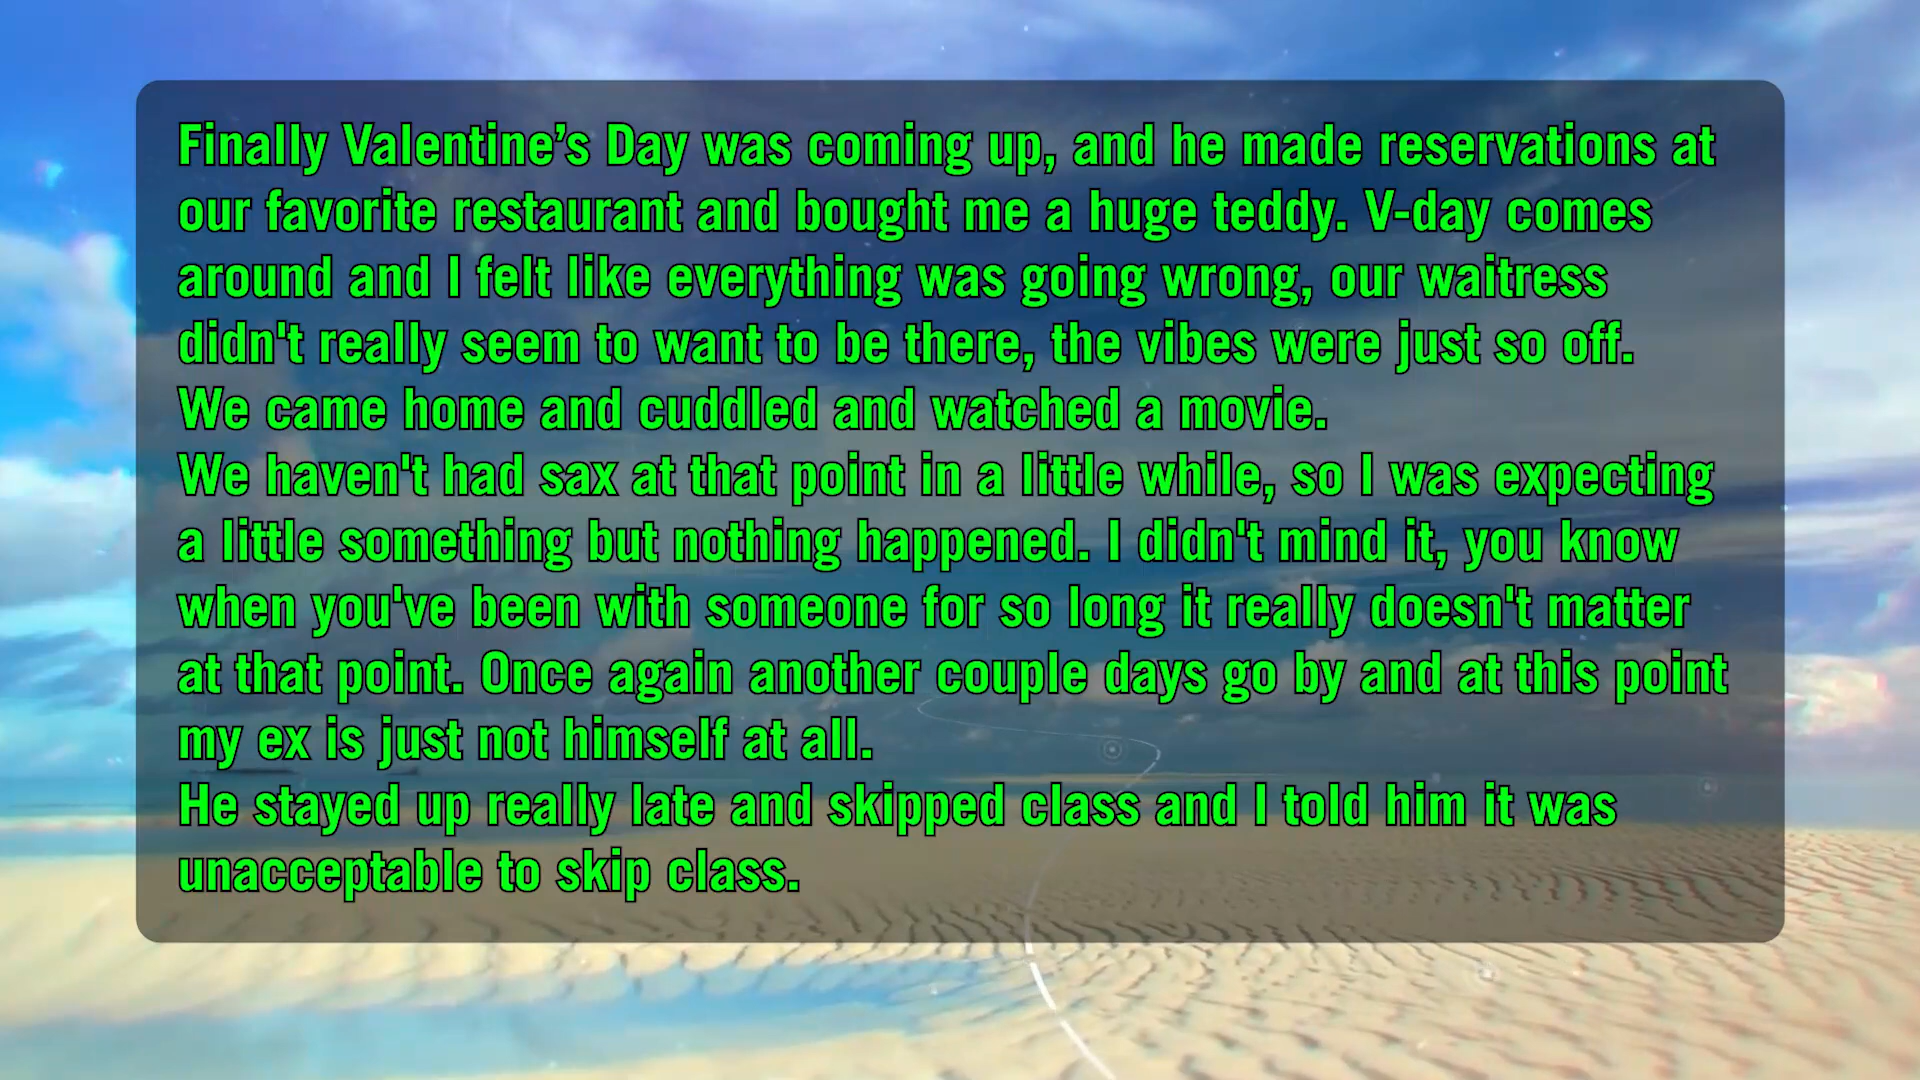 Finally Valentine’s Day was coming up, and he made reservations at
our favorite restaurant and bought me a huge teddy. V-day comes
around and I felt like everything was going wrong, our waitress
didn't really seem to want to be there, the vibes were just so off.
We came home and cuddled and watched a movie.
We haven't had sax at that point in a little while, so I was expecting
a little something but nothing happened. I didn't mind it, you know
when you've been with someone for so long it really doesn't matter
at that point. Once again another couple days go by and at this point
my ex is just not himself at all.
He stayed up really late and skipped class and I told him it was
unacceptable to skip class.